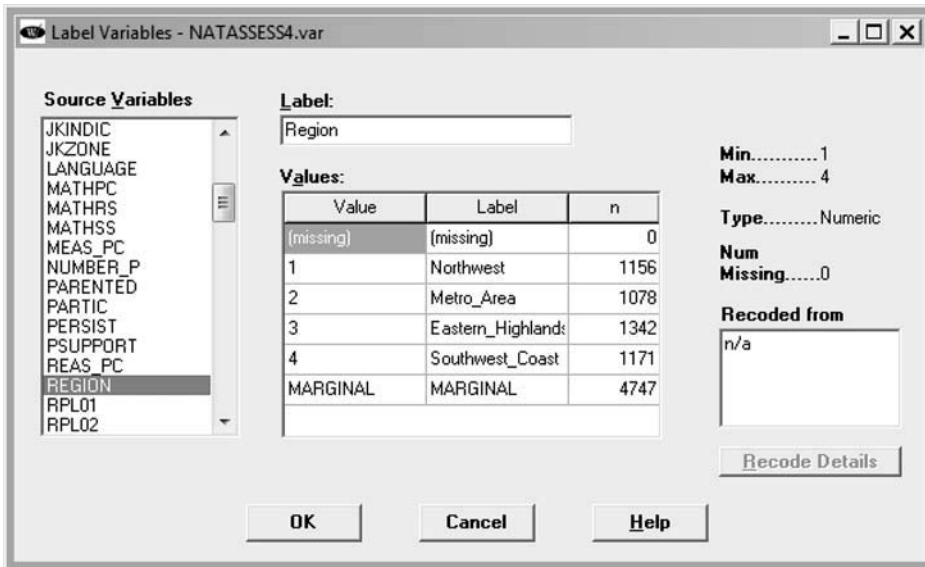 Label Variables - NATASSESS4.var
Source Variables
JKINDIC
JKZONE
LANGUAGE
MATHPC
MATHRS
MATHSS
MEAS_PC
NUMBER_P
PARENTED
PARTIC
PERSIST
PSUPPORT
REAS_PC
REGION
RPL01
RPL02
Label:
Region
Values:
Value Label n
(missing) (missing) 0
1 Northwest 1156
2 Metro_Area 1078
3 Eastern_Highlands 1342
4 Southwest_Coast 1171
MARGINAL MARGINAL 4747
Min...........1
Max.......... 4
Type.........Numeric
Num
Missing......0
Recoded from
n/a
Recode Details
OK Cancel Help